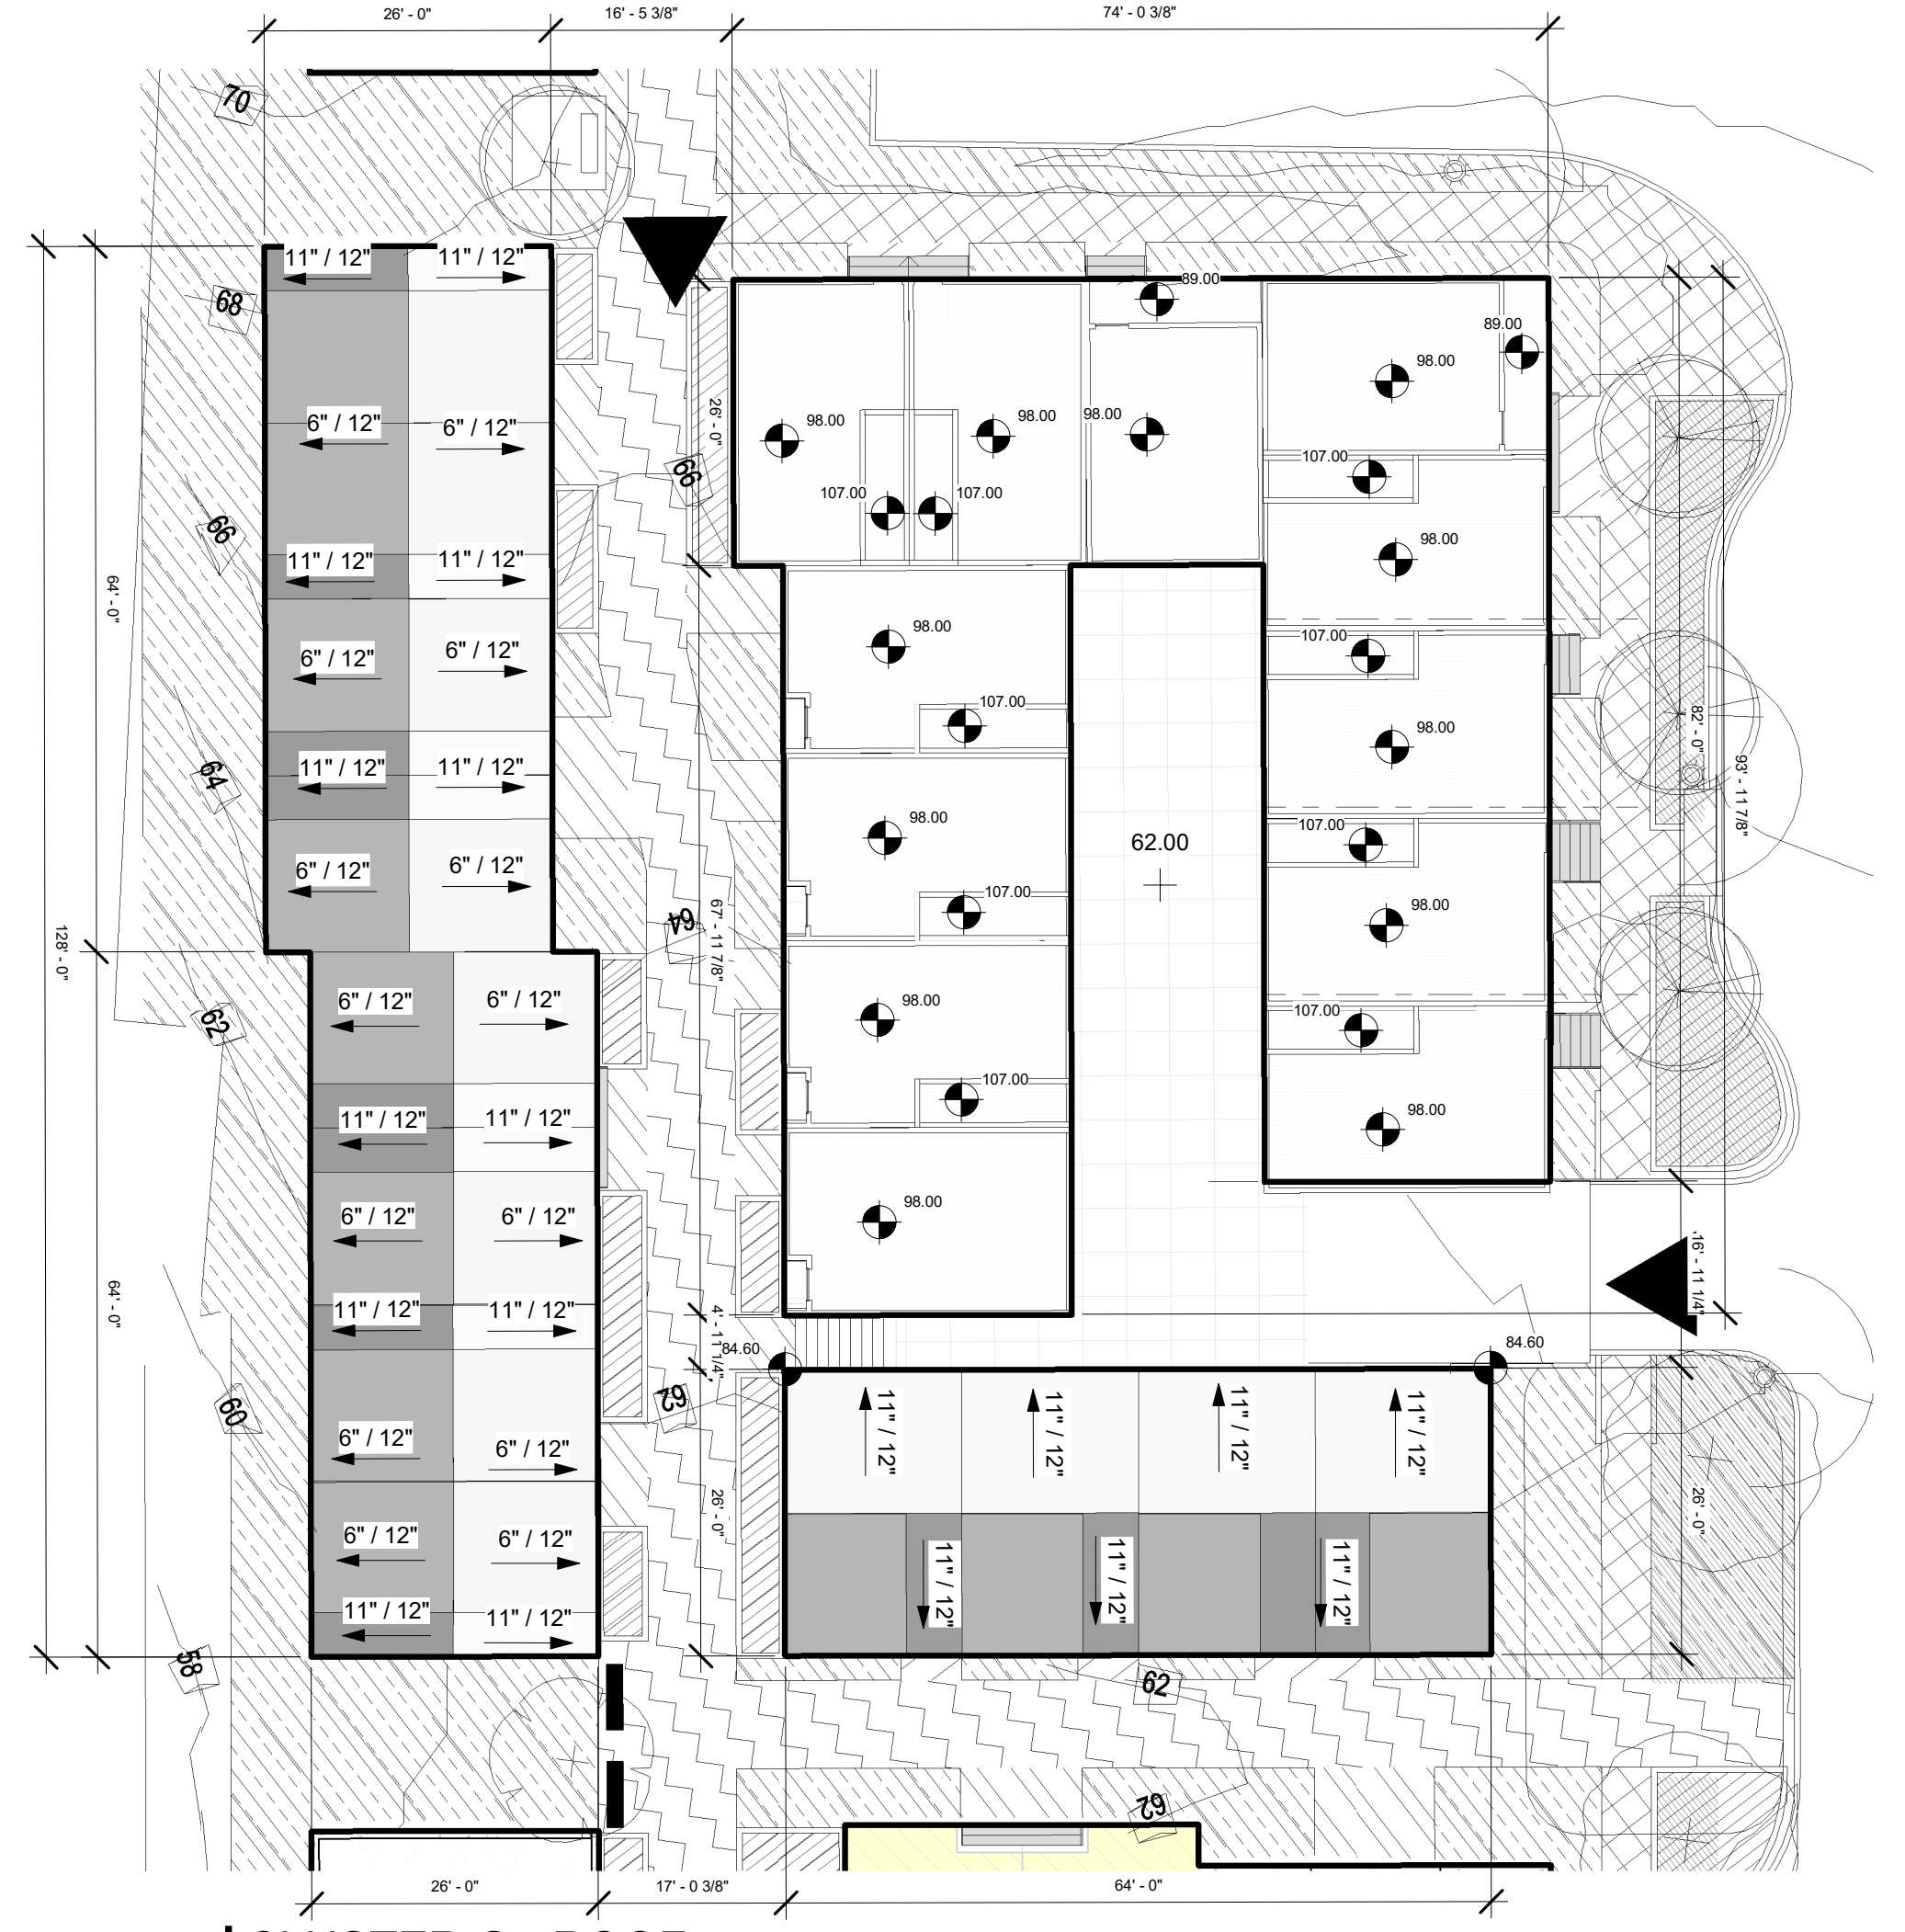 26' - 0"
16' - 5 3/8"
74' - 0 3/8"
70
11" / 12"
11" / 12"
89.00
68
89.00
98.00
6" / 12"
6" / 12"
26' - 0"
98.00
98.00
98.00
107.00
66
107.00
107.00
66
98.00
11" / 12"
11" / 12"
64' - 0"
98.00
107.00
6" / 12"
6" / 12"
107.00
82' - 0"
98.00
64
11" / 12"
11" / 12"
93' - 11 7/8"
98.00
107.00
62.00
6" / 12"
6" / 12"
107.00
98.00
64
67' - 11 7/8"
128' - 0"
6" / 12"
6" / 12"
98.00
107.00
62
107.00
11" / 12"
11" / 12"
98.00
6" / 12"
6" / 12"
98.00
64' - 0"
11" / 12"
11" / 12"
16' - 11 1/4"
4' - 11 1/4"
84.60
84.60
62
60
11" / 12"
11" / 12"
11" / 12"
11" / 12"
6" / 12"
6" / 12"
26' - 0"
26' - 0"
6" / 12"
6" / 12"
11" / 12"
11" / 12"
11" / 12"
11" / 12"
11" / 12"
58
62
62
26' - 0"
17' - 0 3/8"
64' - 0"